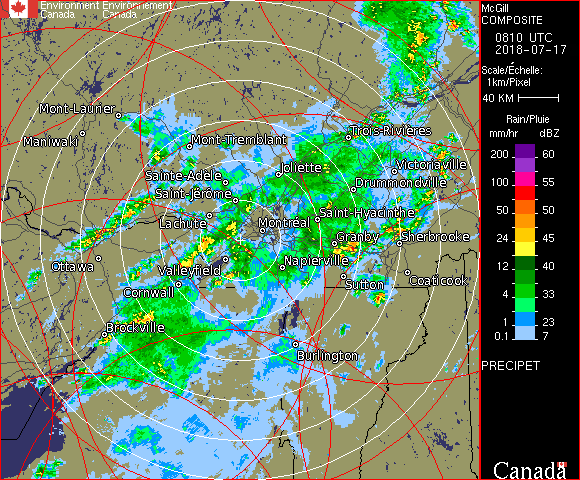 Environment Environnement
Canada Canada
McGill
COMPOSITE
0810 UTC
2018-07-17
Scale/Échelle:
1km/Pixel
40 KM
Rain/Pluie
mm/hr dBZ
200 60
100 55
50 50
24 45
12 40
4 33
1 23
0.1 7
PRECIPET
Canada
Mont-Laurier
Maniwaki
Mont-Tremblant
Trois-Rivières
Joliette
Victoriaville
Sainte-Adèle
Drummondville
Saint-Jérôme
Saint-Hyacinthe
Lachute
Montréal
Granby
Sherbrooke
Ottawa
Valleyfield
Napierville
Sutton
Coaticook
Cornwall
Brockville
Burlington